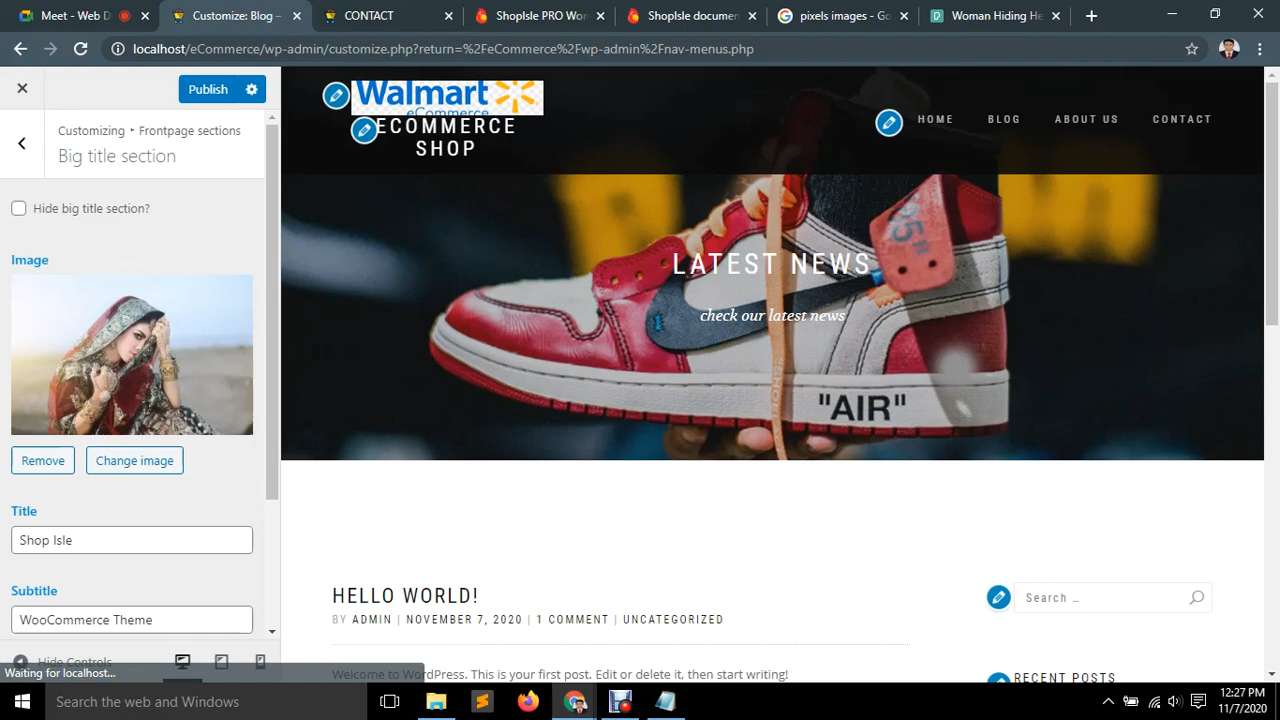 Meet - Web D
Customize: Blog –
CONTACT
ShopIsle PRO Wor
ShopIsle documen
pixels images - Go
Woman Hiding He
localhost/eCommerce/wp-admin/customize.php?return=%2FeCommerce%2Fwp-admin%2Fnav-menus.php
Publish
Customizing ‣ Frontpage sections
Big title section
Hide big title section?
Image
Remove
Change image
Title
Shop Isle
Subtitle
WooCommerce Theme
Hide Controls
Waiting for localhost...
Walmart
eCommerce
ECOMMERCE
SHOP
HOME BLOG ABOUT US CONTACT
85"
LATEST NEWS
check our latest news
"AIR"
HELLO WORLD!
BY ADMIN | NOVEMBER 7, 2020 | 1 COMMENT | UNCATEGORIZED
Welcome to WordPress. This is your first post. Edit or delete it, then start writing!
Search …
RECENT POSTS
Search the web and Windows
12:27 PM
11/7/2020